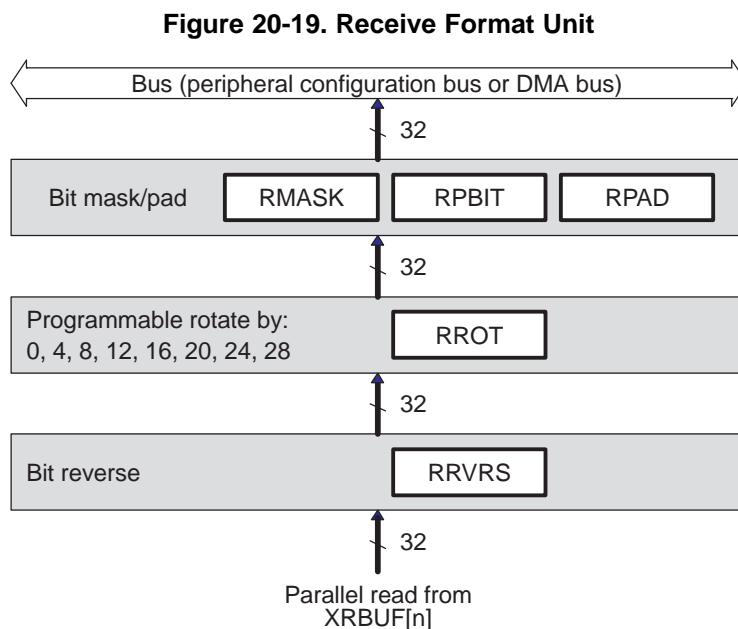 Figure 20-19. Receive Format Unit
Bus (peripheral configuration bus or DMA bus)
32
Bit mask/pad
RMASK
RPBIT
RPAD
32
Programmable rotate by:
0, 4, 8, 12, 16, 20, 24, 28
RROT
32
Bit reverse
RRVRS
32
Parallel read from
XRBUF[n]